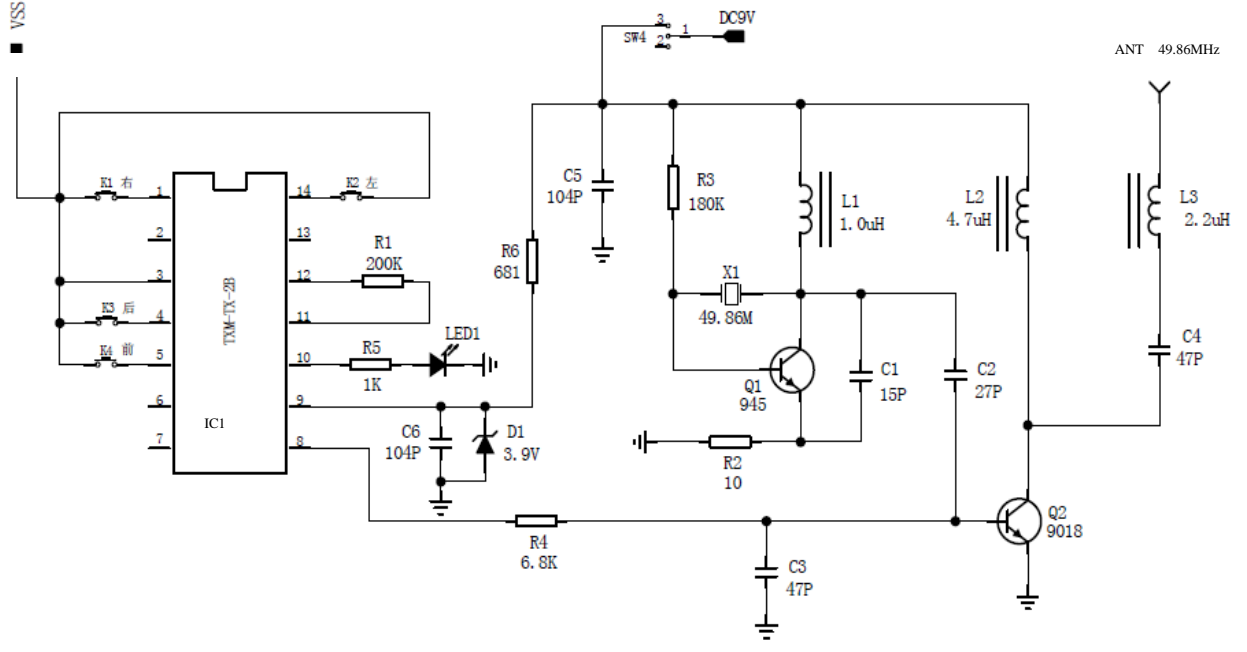 VSS
DC9V
3
SW4
1
2
ANT 49.86MHz
K1 右
1
14
K2 左
C5
104P
R3
180K
L1
1.0uH
L2
4.7uH
L3
2.2uH
2
13
R1
200K
R6
681
3
12
X1
49.86M
K3 后
4
11
TXM-TX-2B
LED1
K4 前
5
10
R5
1K
C4
47P
Q1
945
C1
15P
C2
27P
6
9
IC1
C6
104P
D1
3.9V
7
8
R2
10
Q2
9018
R4
6.8K
C3
47P